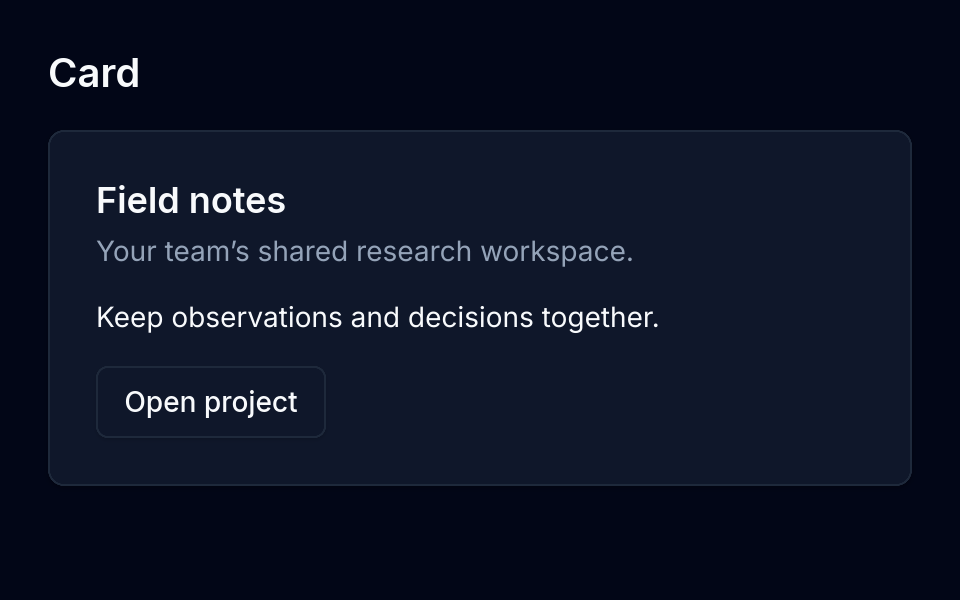 Card
Field notes
Your team’s shared research workspace.
Keep observations and decisions together.
Open project